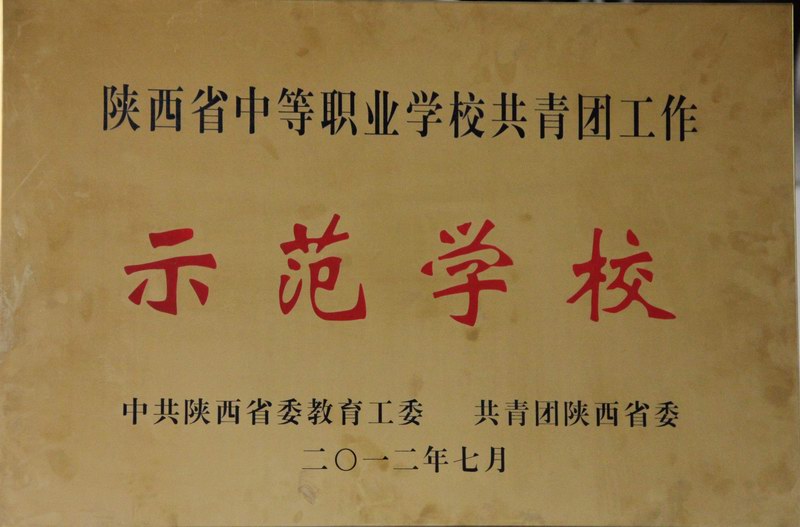 陕西省中等职业学校共青团工作
示范学校
中共陕西省委教育工委 共青团陕西省委
二〇一二年七月